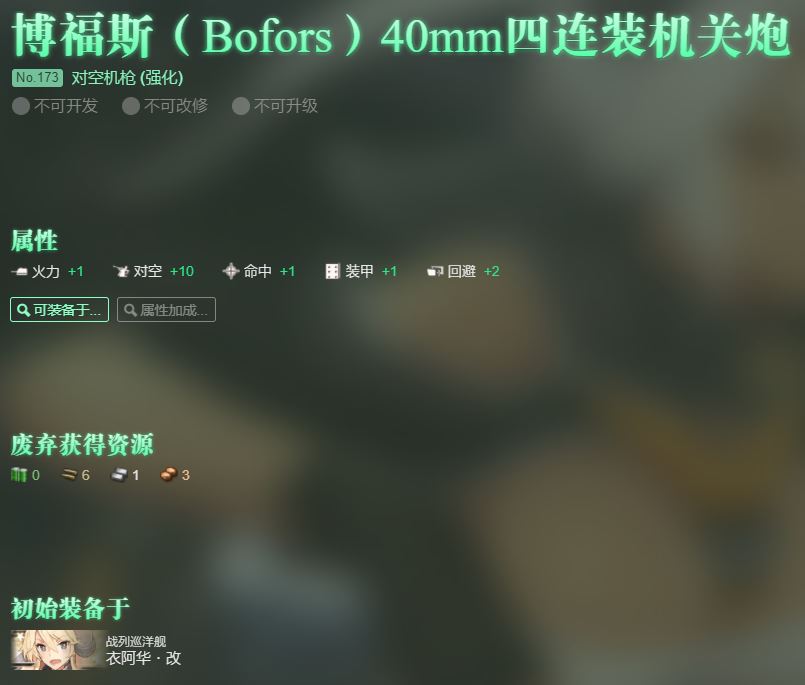 博福斯（Bofors）40mm四连装机关炮
No.173 对空机枪 (强化)
不可开发 不可改修 不可升级
属性
火力 +1 对空 +10 命中 +1 装甲 +1 回避 +2
可装备于... 属性加成...
废弃获得资源
0 6 1 3
初始装备于
战列巡洋舰
衣阿华·改